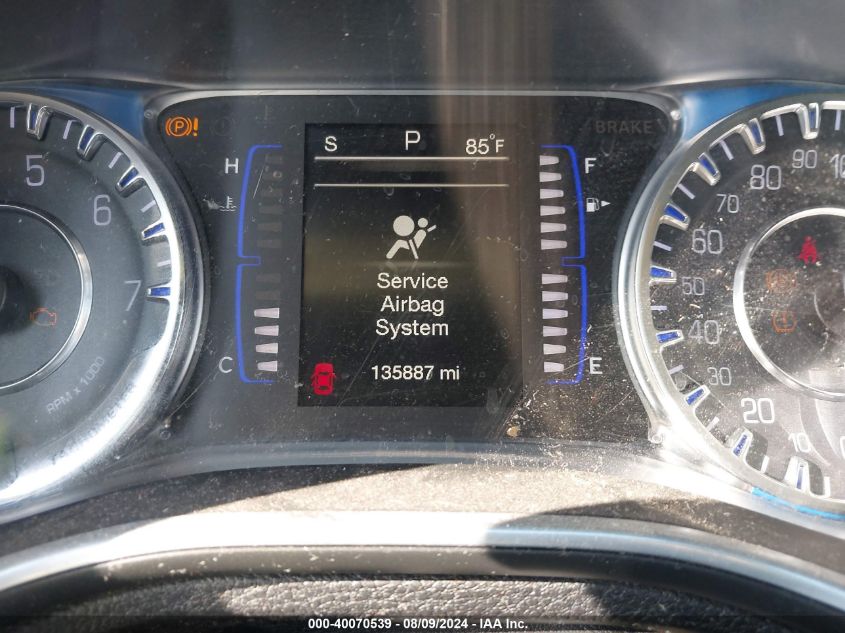 5
6
7
RPM x 1000
P!
H
C
S P 85°F
Service
Airbag
System
135887 mi
BRAKE
F
E
90
80
70
60
50
40
30
20
10
000-40070539 - 08/09/2024 - IAA Inc.